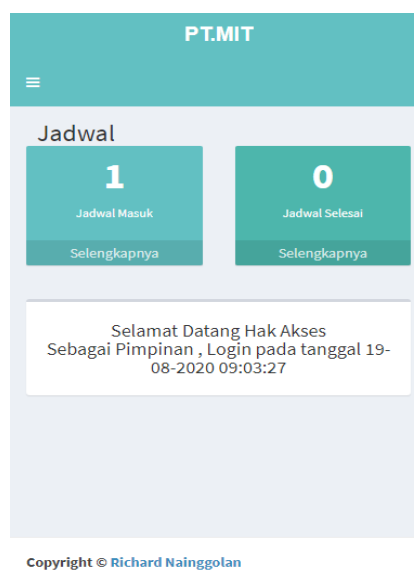 PT.MIT
Jadwal
1
Jadwal Masuk
Selengkapnya
0
Jadwal Selesai
Selengkapnya
Selamat Datang Hak Akses
Sebagai Pimpinan , Login pada tanggal 19-
08-2020 09:03:27
Copyright © Richard Nainggolan